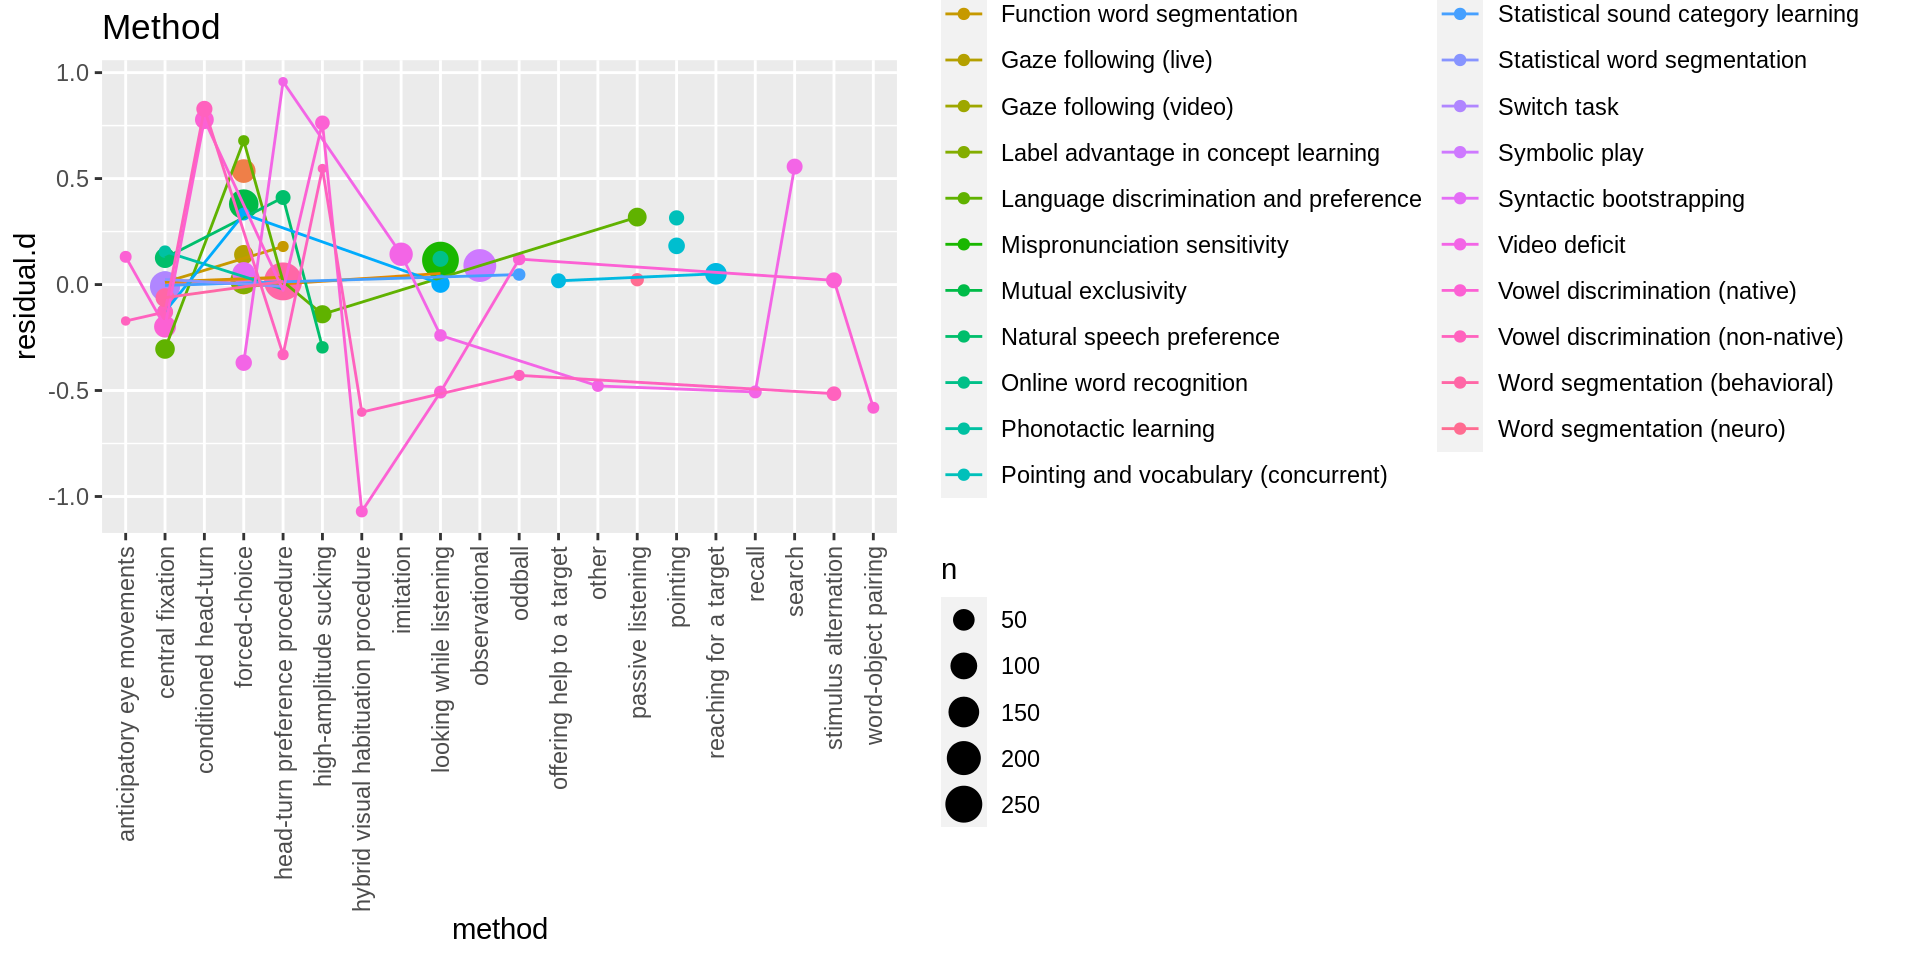 Method
1.0
0.5
0.0
-0.5
-1.0
residual.d
anticipatory eye movements
central fixation
conditioned head-turn
forced-choice
head-turn preference procedure
high-amplitude sucking
hybrid visual habituation procedure
imitation
looking while listening
observational
oddball
offering help to a target
other
passive listening
pointing
reaching for a target
recall
search
stimulus alternation
word-object pairing
method
Function word segmentation
Gaze following (live)
Gaze following (video)
Label advantage in concept learning
Language discrimination and preference
Mispronunciation sensitivity
Mutual exclusivity
Natural speech preference
Online word recognition
Phonotactic learning
Pointing and vocabulary (concurrent)
Statistical sound category learning
Statistical word segmentation
Switch task
Symbolic play
Syntactic bootstrapping
Video deficit
Vowel discrimination (native)
Vowel discrimination (non-native)
Word segmentation (behavioral)
Word segmentation (neuro)
n
50
100
150
200
250